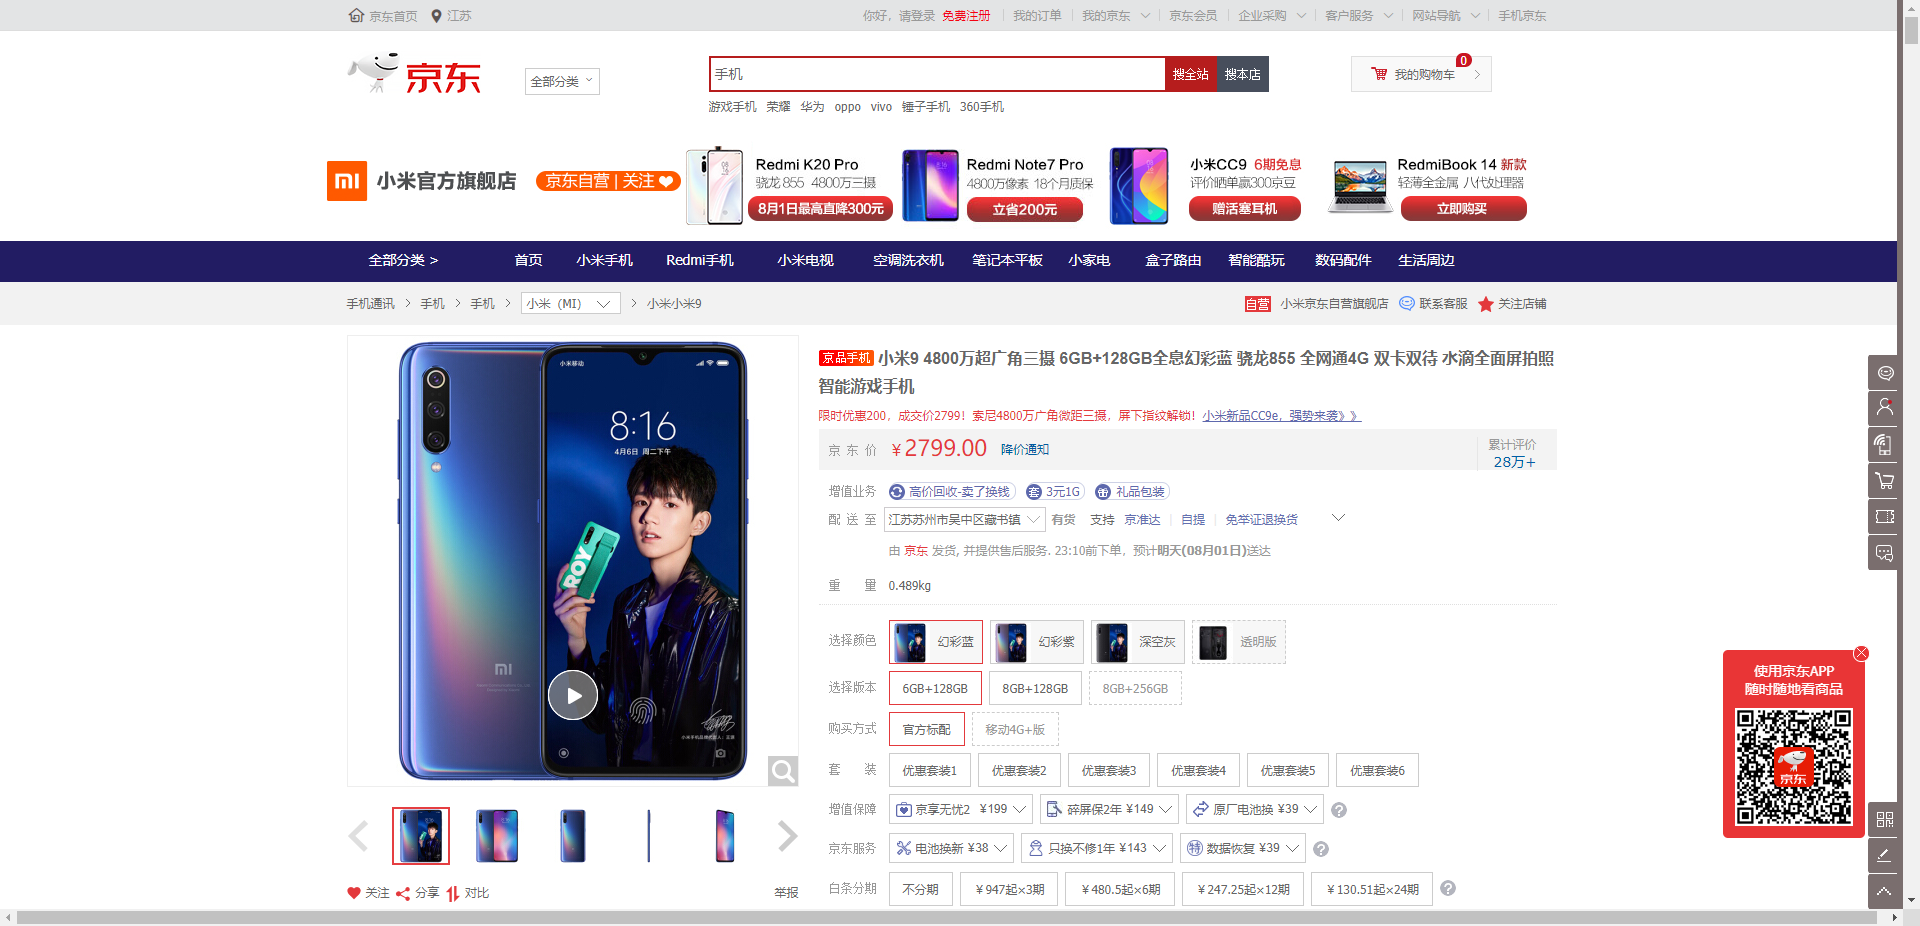 京东首页 江苏
你好，请登录 免费注册 我的订单 我的京东 京东会员 企业采购 客户服务 网站导航 手机京东
京东
全部分类
手机 搜全站 搜本店
我的购物车 0
游戏手机 荣耀 华为 oppo vivo 锤子手机 360手机
mi 小米官方旗舰店 京东自营 | 关注
Redmi K20 Pro
骁龙 855 4800万三摄
8月1日最高直降300元
Redmi Note7 Pro
4800万像素 18个月质保
立省200元
小米CC9 6期免息
评价晒单赢300京豆
赠活塞耳机
RedmiBook 14 新款
轻薄全金属 八代处理器
立即购买
全部分类 > 首页 小米手机 Redmi手机 小米电视 空调洗衣机 笔记本平板 小家电 盒子路由 智能酷玩 数码配件 生活周边
手机通讯 > 手机 > 手机 > 小米（MI） > 小米小米9
自营 小米京东自营旗舰店 联系客服 关注店铺
小米移动
8:16
4月6日 周二下午
ROY
mi
京品手机 小米9 4800万超广角三摄 6GB+128GB全息幻彩蓝 骁龙855 全网通4G 双卡双待 水滴全面屏拍照
智能游戏手机
限时优惠200，成交价2799！索尼4800万广角微距三摄，屏下指纹解锁！小米新品CC9e，强势来袭》》
京东价 ￥2799.00 降价通知
累计评价
28万+
增值业务 高价回收-卖了换钱 套 3元1G 礼品包装
配送至 江苏苏州市吴中区藏书镇 有货 支持 京准达 自提 免举证退换货
由 京东 发货, 并提供售后服务. 23:10前下单，预计明天(08月01日)送达
重量 0.489kg
选择颜色 幻彩蓝 幻彩紫 深空灰 透明版
选择版本 6GB+128GB 8GB+128GB 8GB+256GB
购买方式 官方标配 移动4G+版
套装 优惠套装1 优惠套装2 优惠套装3 优惠套装4 优惠套装5 优惠套装6
增值保障 京享无忧2 ¥199 碎屏保2年 ¥149 原厂电池换 ¥39 ?
京东服务 电池换新 ¥38 只换不修1年 ¥143 特 数据恢复 ¥39 ?
白条分期 不分期 ￥947起×3期 ￥480.5起×6期 ￥247.25起×12期 ￥130.51起×24期 ?
关注 分享 对比 举报
使用京东APP
随时随地看商品
京东